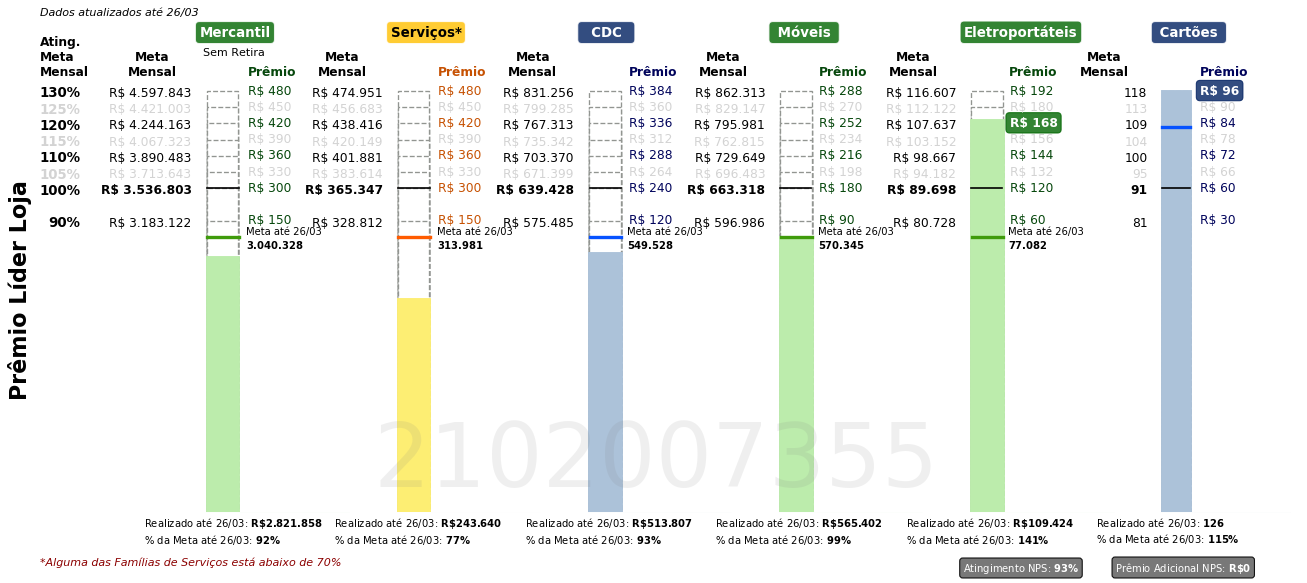 Dados atualizados até 26/03
Mercantil Serviços* CDC Móveis Eletroportáteis Cartões
Sem Retira
Ating. Meta Mensal Meta Mensal Prêmio Meta Mensal Prêmio Meta Mensal Prêmio Meta Mensal Prêmio Meta Mensal Prêmio Meta Mensal Prêmio
130% R$ 4.597.843 R$ 480 R$ 474.951 R$ 480 R$ 831.256 R$ 384 R$ 862.313 R$ 288 R$ 116.607 R$ 192 118 R$ 96
125% R$ 4.421.003 R$ 450 R$ 456.683 R$ 450 R$ 799.285 R$ 360 R$ 829.147 R$ 270 R$ 112.122 R$ 180 113 R$ 90
120% R$ 4.244.163 R$ 420 R$ 438.416 R$ 420 R$ 767.313 R$ 336 R$ 795.981 R$ 252 R$ 107.637 R$ 168 109 R$ 84
115% R$ 4.067.323 R$ 390 R$ 420.149 R$ 390 R$ 735.342 R$ 312 R$ 762.815 R$ 234 R$ 103.152 R$ 156 104 R$ 78
110% R$ 3.890.483 R$ 360 R$ 401.881 R$ 360 R$ 703.370 R$ 288 R$ 729.649 R$ 216 R$ 98.667 R$ 144 100 R$ 72
105% R$ 3.713.643 R$ 330 R$ 383.614 R$ 330 R$ 671.399 R$ 264 R$ 696.483 R$ 198 R$ 94.182 R$ 132 95 R$ 66
100% R$ 3.536.803 R$ 300 R$ 365.347 R$ 300 R$ 639.428 R$ 240 R$ 663.318 R$ 180 R$ 89.698 R$ 120 91 R$ 60
90% R$ 3.183.122 R$ 150 R$ 328.812 R$ 150 R$ 575.485 R$ 120 R$ 596.986 R$ 90 R$ 80.728 R$ 60 81 R$ 30
Meta até 26/03 Meta até 26/03 Meta até 26/03 Meta até 26/03 Meta até 26/03
3.040.328 313.981 549.528 570.345 77.082
Prêmio Líder Loja
2102007355
Realizado até 26/03: R$2.821.858 Realizado até 26/03: R$243.640 Realizado até 26/03: R$513.807 Realizado até 26/03: R$565.402 Realizado até 26/03: R$109.424 Realizado até 26/03: 126
% da Meta até 26/03: 92% % da Meta até 26/03: 77% % da Meta até 26/03: 93% % da Meta até 26/03: 99% % da Meta até 26/03: 141% % da Meta até 26/03: 115%
*Alguma das Famílias de Serviços está abaixo de 70% Atingimento NPS: 93% Prêmio Adicional NPS: R$0